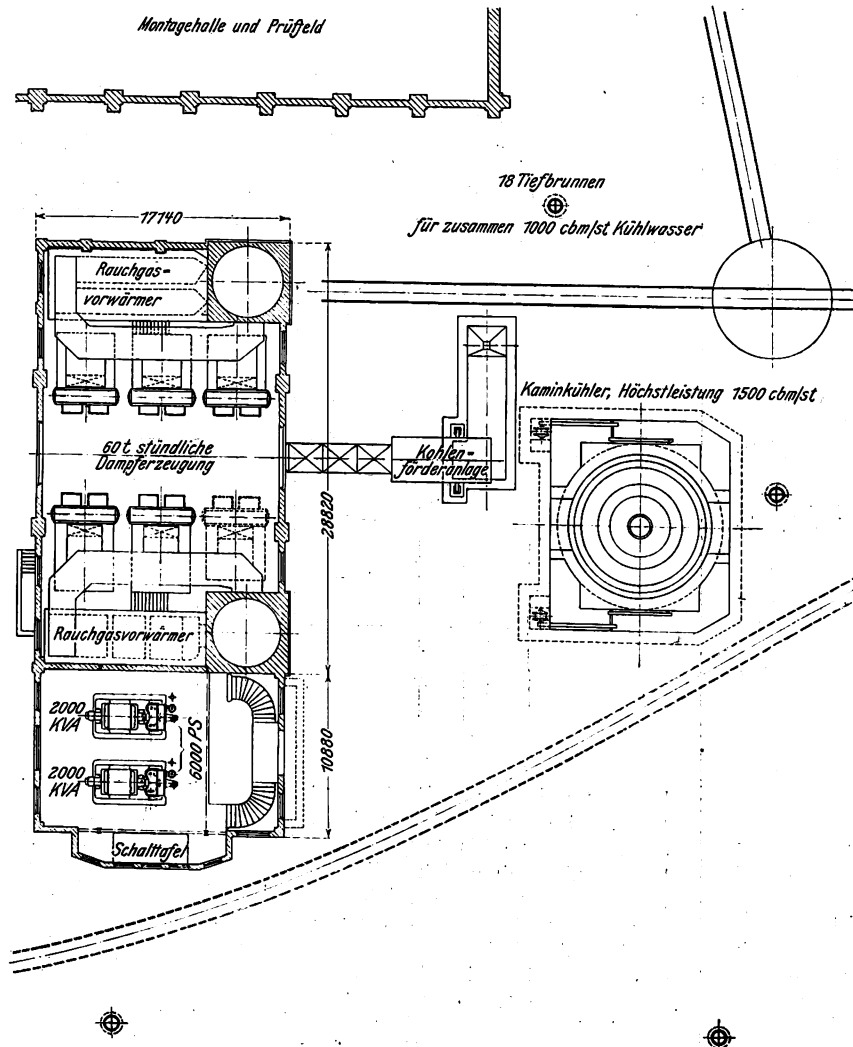 Montagehalle und Prüffeld
18 Tiefbrunnen
für zusammen 1000 cbm/st Kühlwasser
17140
Rauchgas-
vorwärmer
Kaminkühler, Höchstleistung 1500 cbm/st
60 t stündliche
Dampferzeugung
Kohlen-
förderanlage
28820
Rauchgasvorwärmer
2000
KVA
6000 PS
2000
KVA
10880
Schalttafel